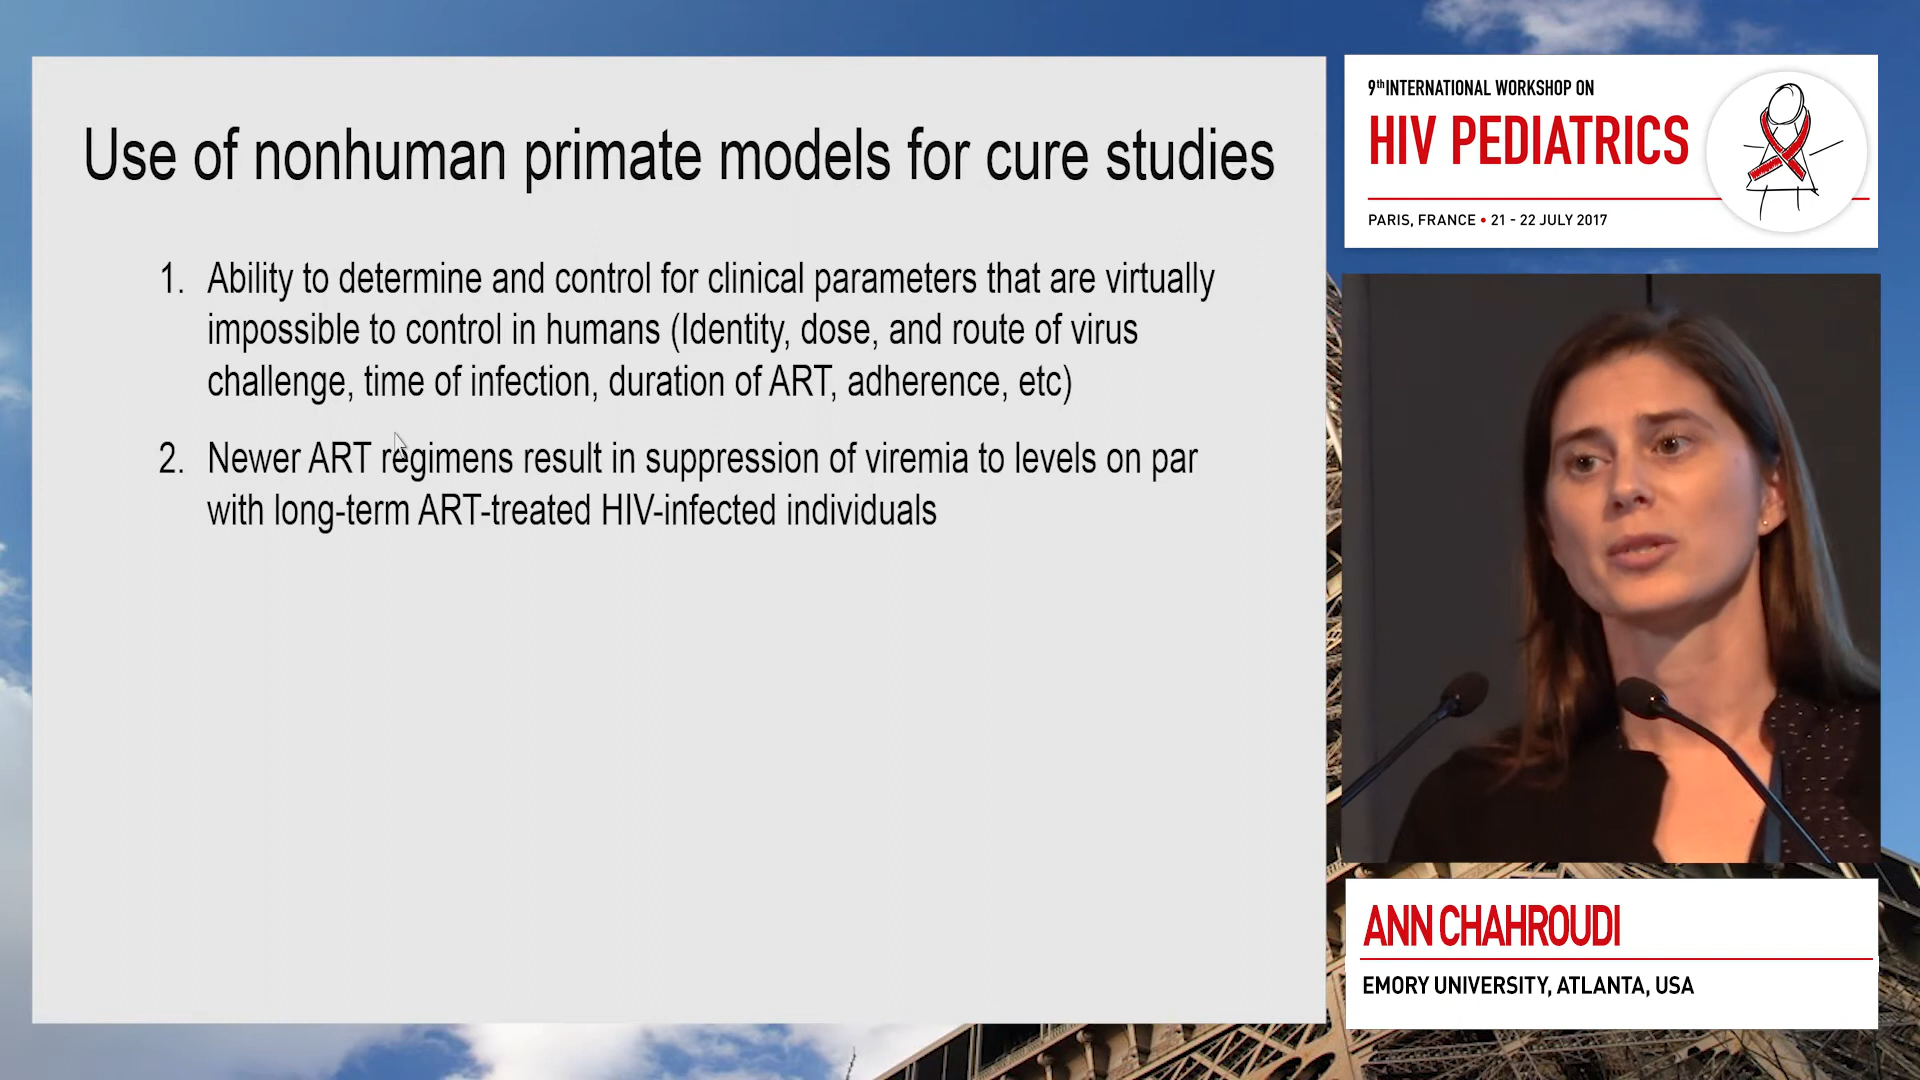 Use of nonhuman primate models for cure studies
1. Ability to determine and control for clinical parameters that are virtually
impossible to control in humans (Identity, dose, and route of virus
challenge, time of infection, duration of ART, adherence, etc)
2. Newer ART regimens result in suppression of viremia to levels on par
with long-term ART-treated HIV-infected individuals
9th INTERNATIONAL WORKSHOP ON
HIV PEDIATRICS
PARIS, FRANCE • 21 - 22 JULY 2017
ANN CHAHROUDI
EMORY UNIVERSITY, ATLANTA, USA